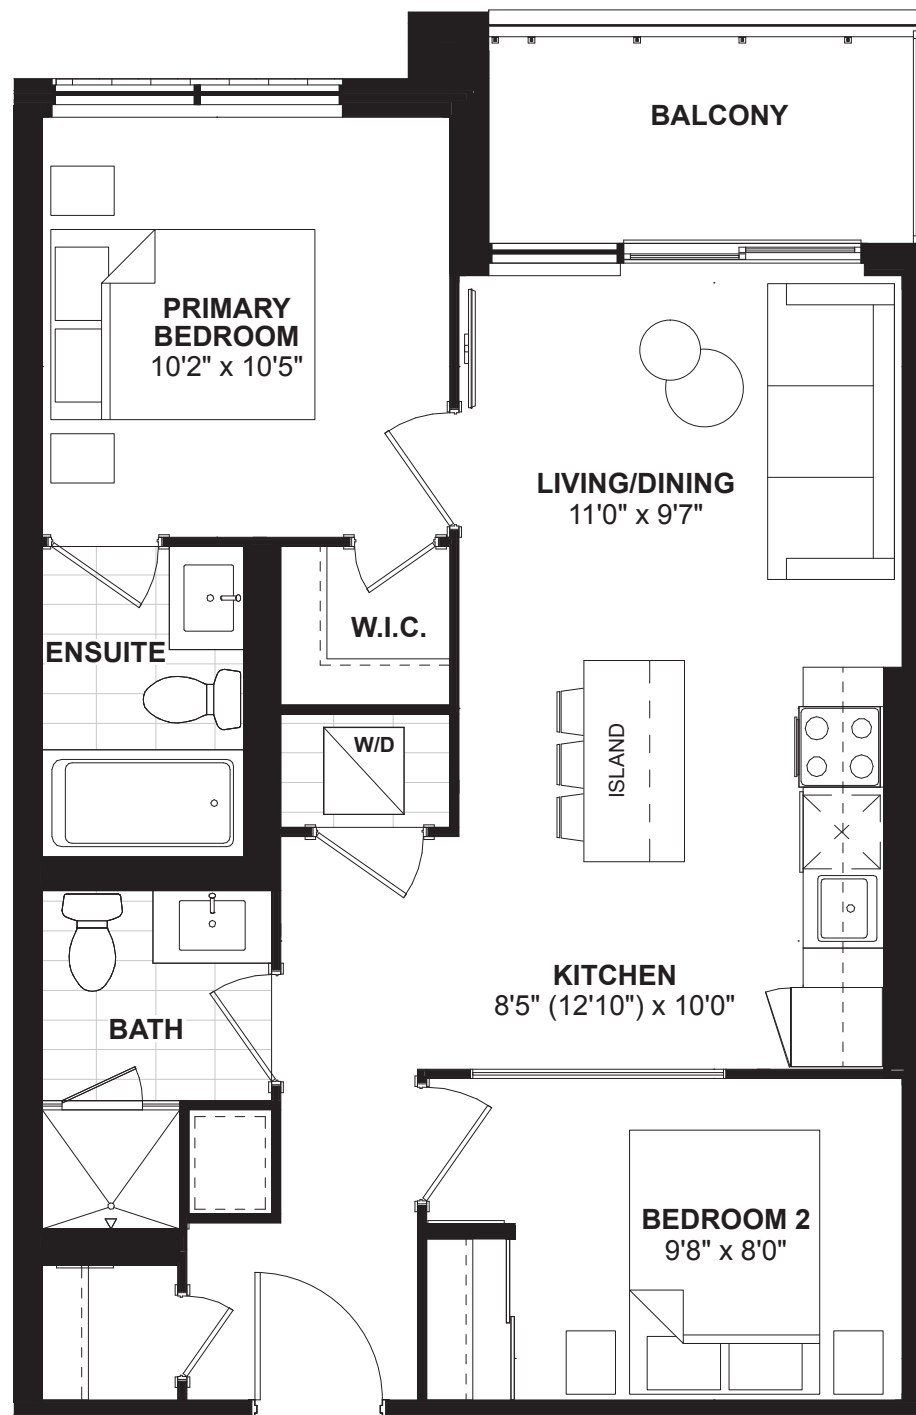 BALCONY
PRIMARY
BEDROOM
10'2" x 10'5"
LIVING/DINING
11'0" x 9'7"
W.I.C.
ENSUITE
W/D
ISLAND
KITCHEN
8'5" (12'10") x 10'0"
BATH
BEDROOM 2
9'8" x 8'0"